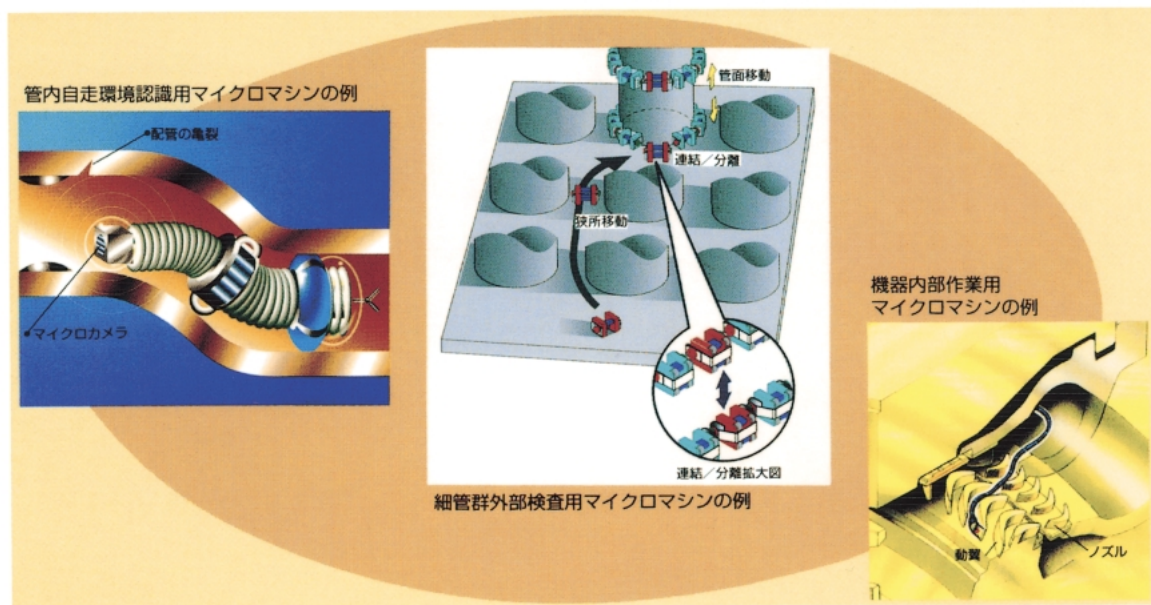 管内自走環境認識用マイクロマシンの例
配管の亀裂
マイクロカメラ
管面移動
連結／分離
狭所移動
連結／分離拡大図
細管群外部検査用マイクロマシンの例
機器内部作業用
マイクロマシンの例
動翼
ノズル